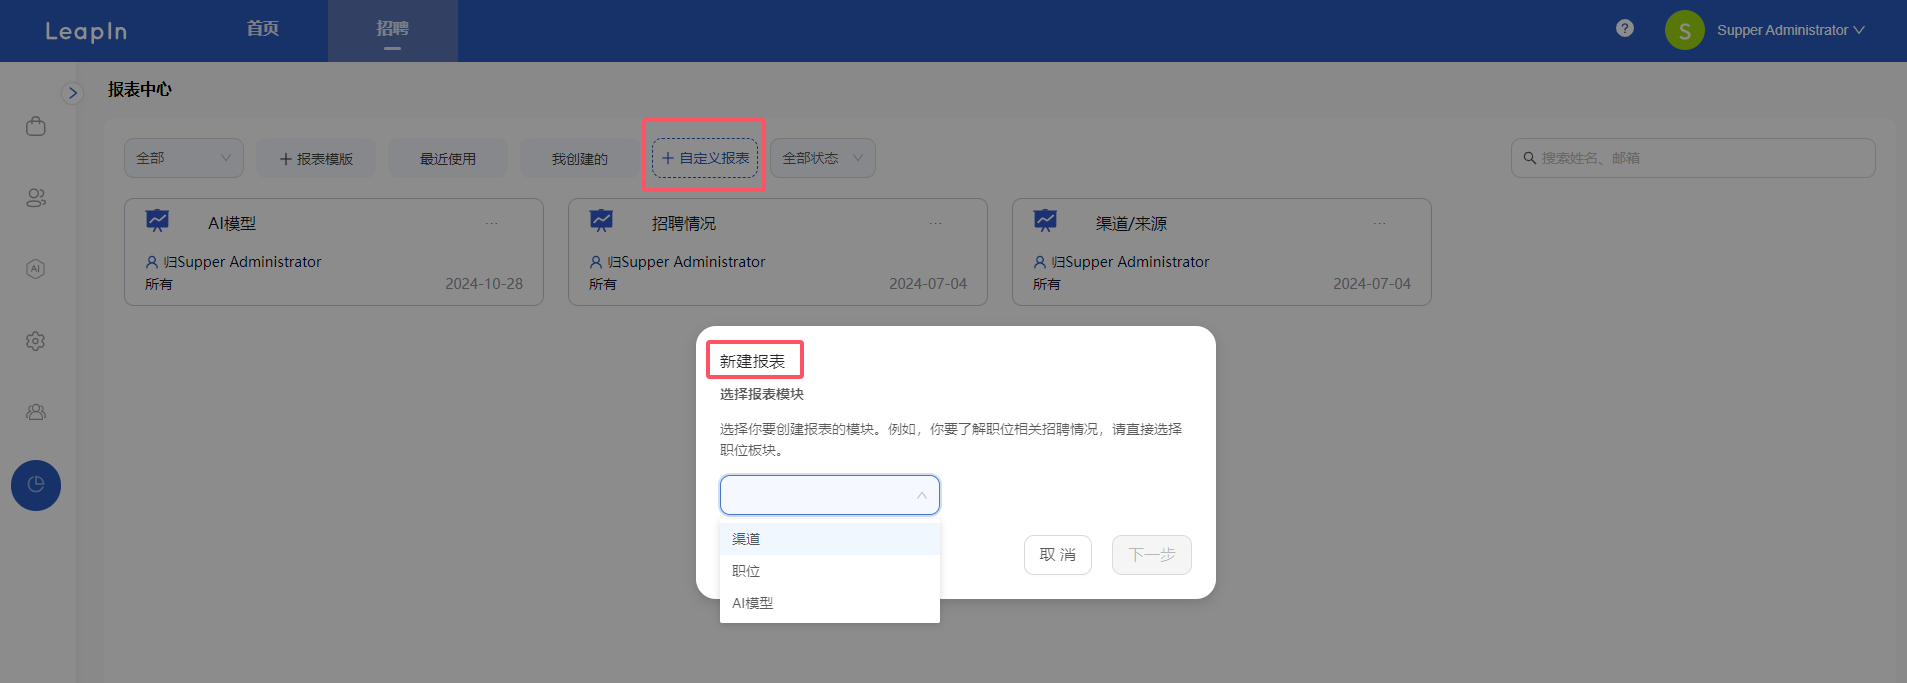 LeapIn
首页
招聘
?
S
Supper Administrator
报表中心
全部
+ 报表模版
最近使用
我创建的
+ 自定义报表
全部状态
搜索姓名、邮箱
AI模型
...
归Supper Administrator
所有
2024-10-28
招聘情况
...
归Supper Administrator
所有
2024-07-04
渠道/来源
...
归Supper Administrator
所有
2024-07-04
AI
新建报表
选择报表模块
选择你要创建报表的模块。例如，你要了解职位相关招聘情况，请直接选择
职位板块。
渠道
职位
AI模型
取 消
下一步